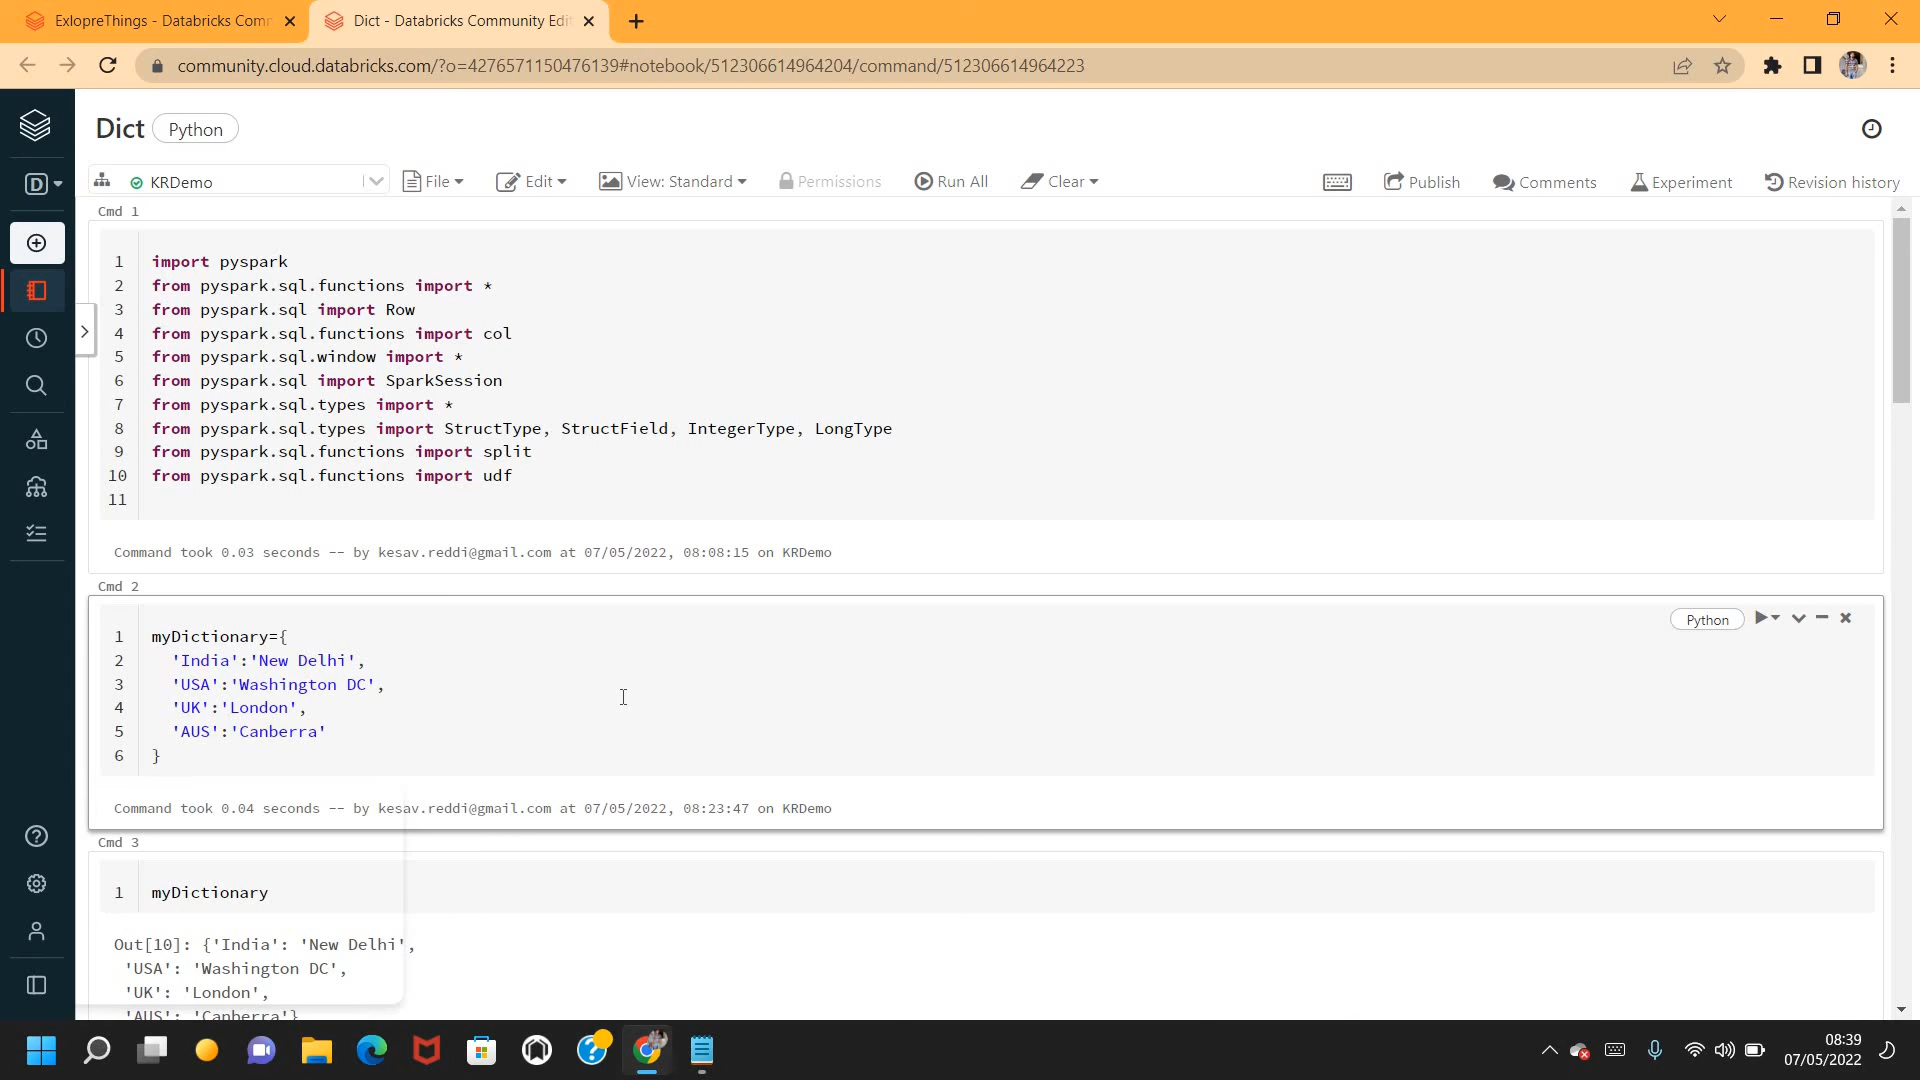 ExlopreThings - Databricks Comm
Dict - Databricks Community Edit
community.cloud.databricks.com/?o=4276571150476139#notebook/512306614964204/command/512306614964223
Dict
Python
D
KRDemo
File
Edit
View: Standard
Permissions
Run All
Clear
Publish
Comments
Experiment
Revision history
Cmd 1
1 import pyspark
2 from pyspark.sql.functions import *
3 from pyspark.sql import Row
4 from pyspark.sql.functions import col
5 from pyspark.sql.window import *
6 from pyspark.sql import SparkSession
7 from pyspark.sql.types import *
8 from pyspark.sql.types import StructType, StructField, IntegerType, LongType
9 from pyspark.sql.functions import split
10 from pyspark.sql.functions import udf
11
Command took 0.03 seconds -- by kesav.reddi@gmail.com at 07/05/2022, 08:08:15 on KRDemo
Cmd 2
Python
1 myDictionary={
2 'India':'New Delhi',
3 'USA':'Washington DC',
4 'UK':'London',
5 'AUS':'Canberra'
6 }
Command took 0.04 seconds -- by kesav.reddi@gmail.com at 07/05/2022, 08:23:47 on KRDemo
Cmd 3
1 myDictionary
Out[10]: {'India': 'New Delhi',
'USA': 'Washington DC',
'UK': 'London',
'AUS': 'Canberra'}
08:39
07/05/2022